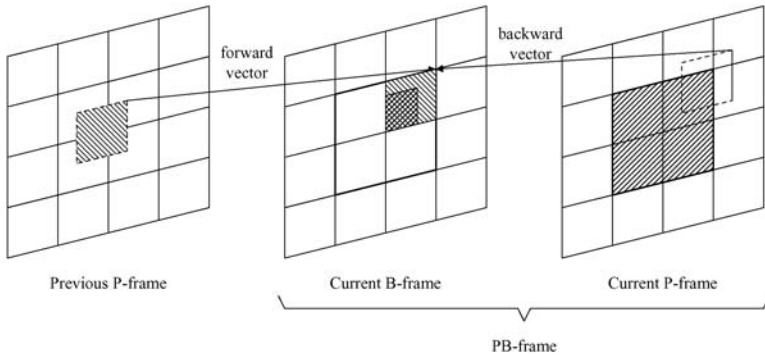 forward
vector
backward
vector
Previous P-frame
Current B-frame
Current P-frame
PB-frame